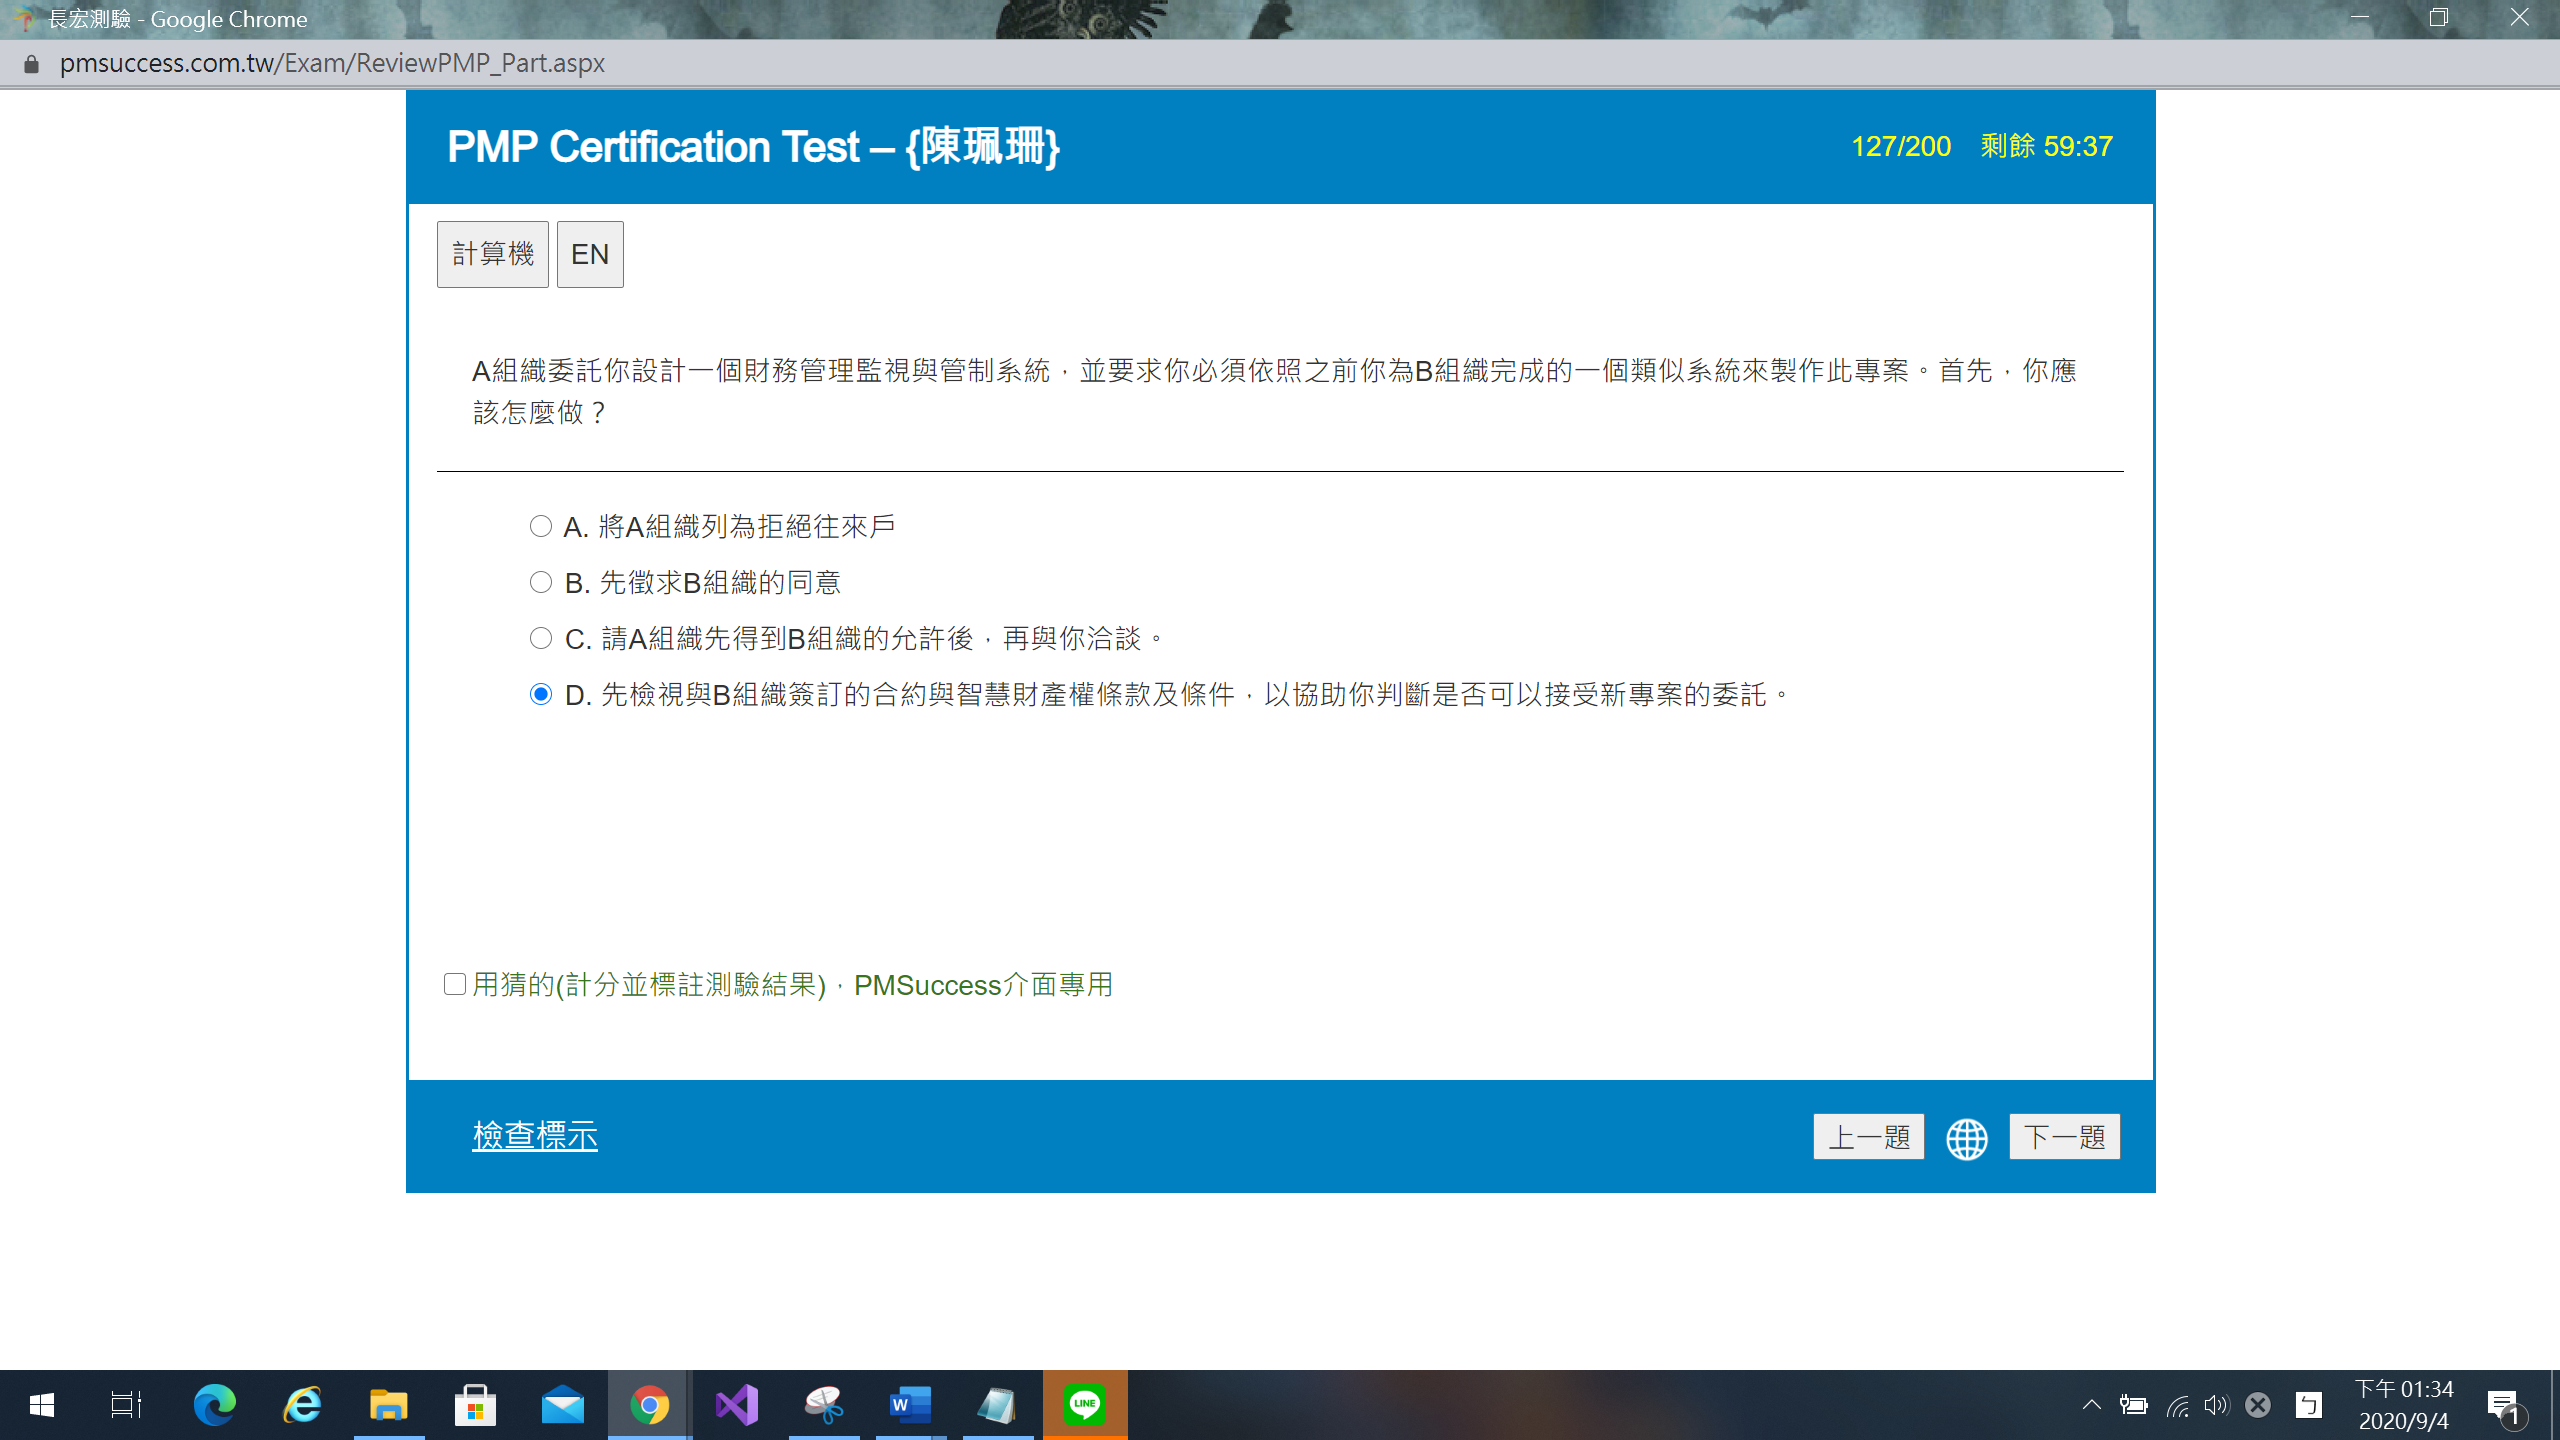 長宏測驗 - Google Chrome
pmsuccess.com.tw/Exam/ReviewPMP_Part.aspx
PMP Certification Test – {陳珮珊}
127/200 剩餘 59:37
計算機 EN
A組織委託你設計一個財務管理監視與管制系統，並要求你必須依照之前你為B組織完成的一個類似系統來製作此專案。首先，你應
該怎麼做？
A. 將A組織列為拒絕往來戶
B. 先徵求B組織的同意
C. 請A組織先得到B組織的允許後，再與你洽談。
D. 先檢視與B組織簽訂的合約與智慧財產權條款及條件，以協助你判斷是否可以接受新專案的委託。
用猜的(計分並標註測驗結果)，PMSuccess介面專用
檢查標示 上一題 下一題
W LINE ㄅ 下午 01:34
2020/9/4 1